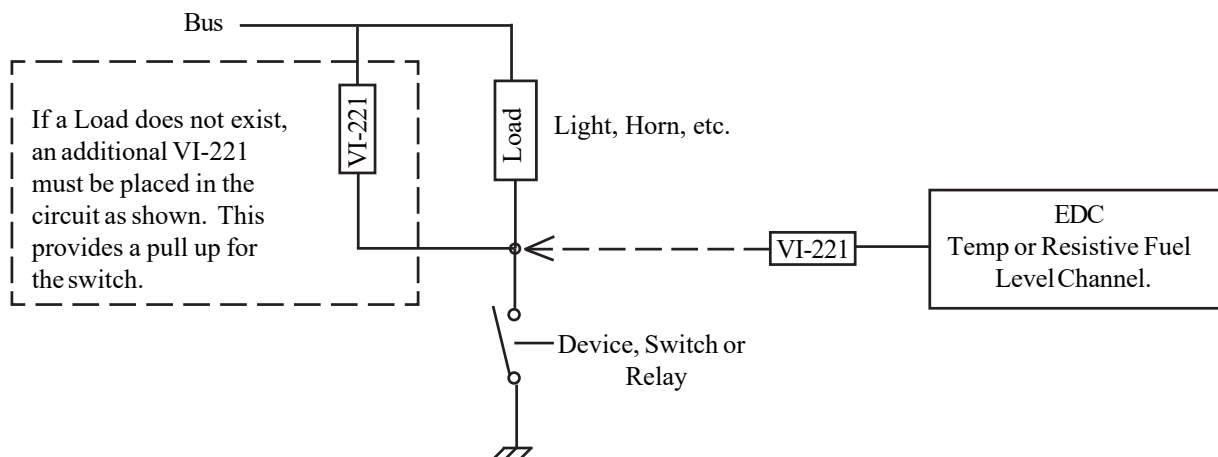 Bus
If a Load does not exist,
an additional VI-221
must be placed in the
circuit as shown.  This
provides a pull up for
the switch.
VI-221
Load
Light, Horn, etc.
VI-221
EDC
Temp or Resistive Fuel
Level Channel.
Device, Switch or
Relay